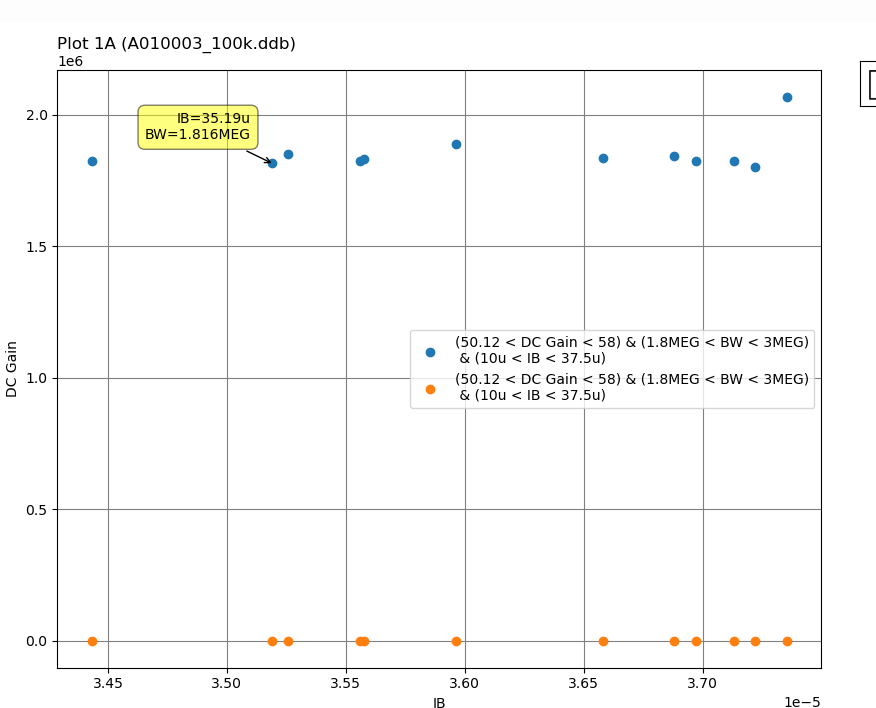 Plot 1A (A010003_100k.ddb)
1e6
IB=35.19u
BW=1.816MEG
2.0
1.5
1.0
0.5
0.0
DC Gain
(50.12 < DC Gain < 58) & (1.8MEG < BW < 3MEG)
& (10u < IB < 37.5u)
(50.12 < DC Gain < 58) & (1.8MEG < BW < 3MEG)
& (10u < IB < 37.5u)
3.45 3.50 3.55 3.60 3.65 3.70
IB
1e−5